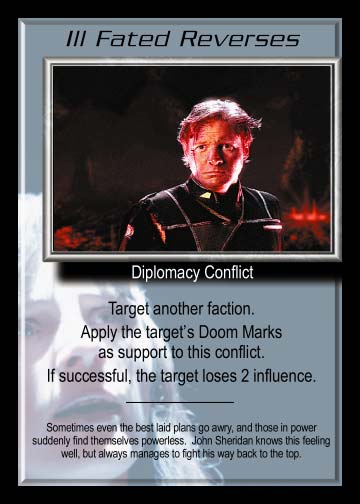 Ill Fated Reverses
Diplomacy Conflict
Target another faction.
Apply the target's Doom Marks
as support to this conflict.
If successful, the target loses 2 influence.
Sometimes even the best laid plans go awry, and those in power
suddenly find themselves powerless. John Sheridan knows this feeling
well, but always manages to fight his way back to the top.